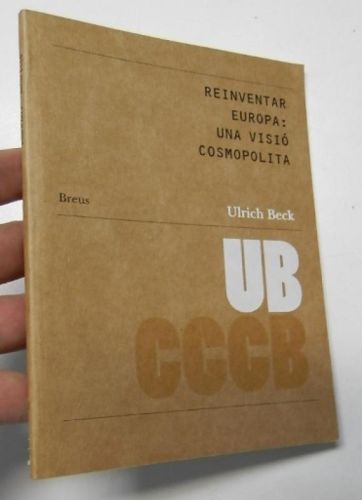 REINVENTAR
EUROPA:
UNA VISIÓ
COSMOPOLITA
Breus
Ulrich Beck
UB
CCCB